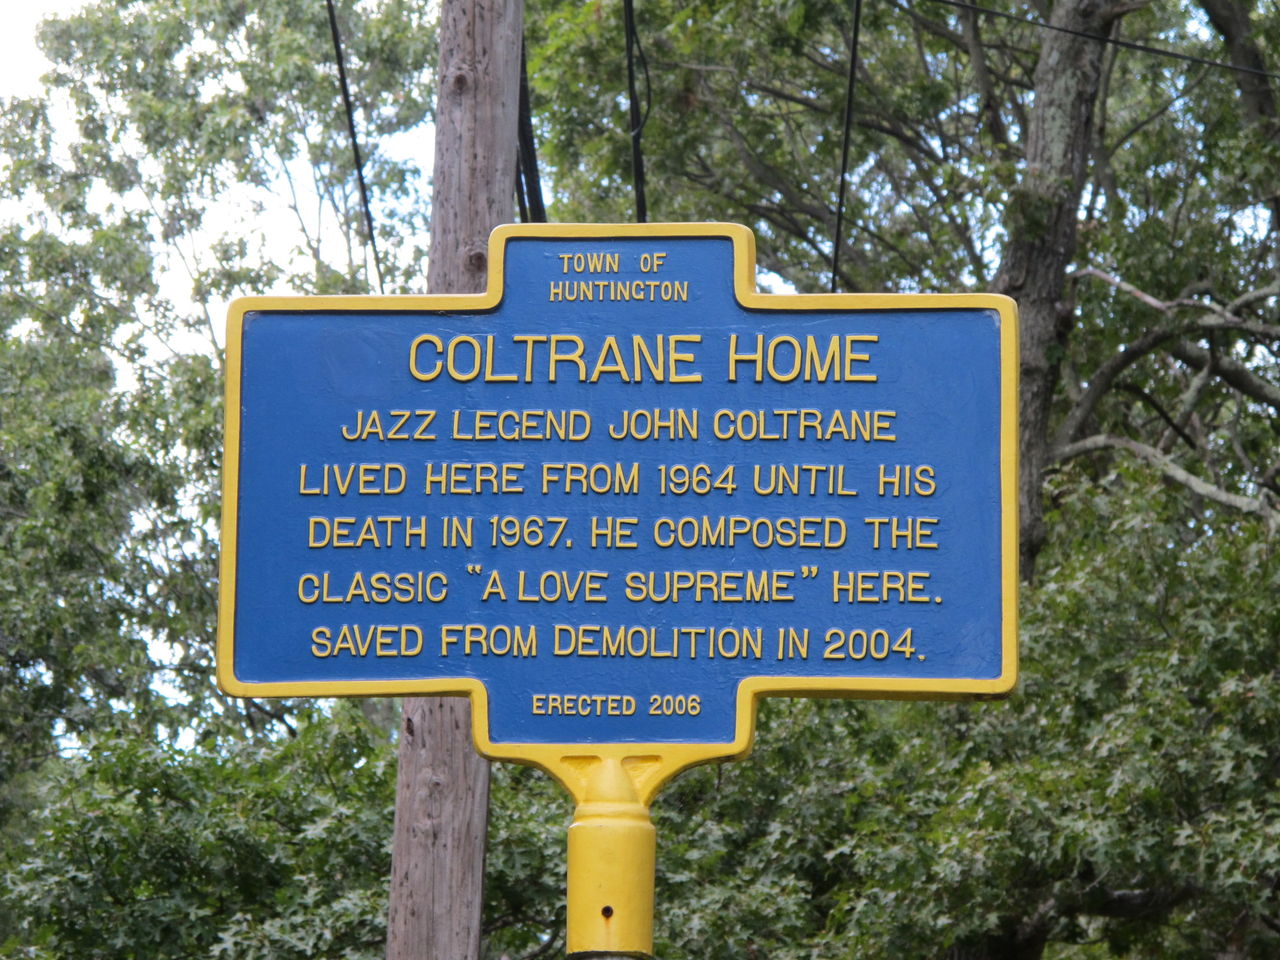 TOWN OF
HUNTINGTON
COLTRANE HOME
JAZZ LEGEND JOHN COLTRANE
LIVED HERE FROM 1964 UNTIL HIS
DEATH IN 1967. HE COMPOSED THE
CLASSIC “A LOVE SUPREME” HERE.
SAVED FROM DEMOLITION IN 2004.
ERECTED 2006